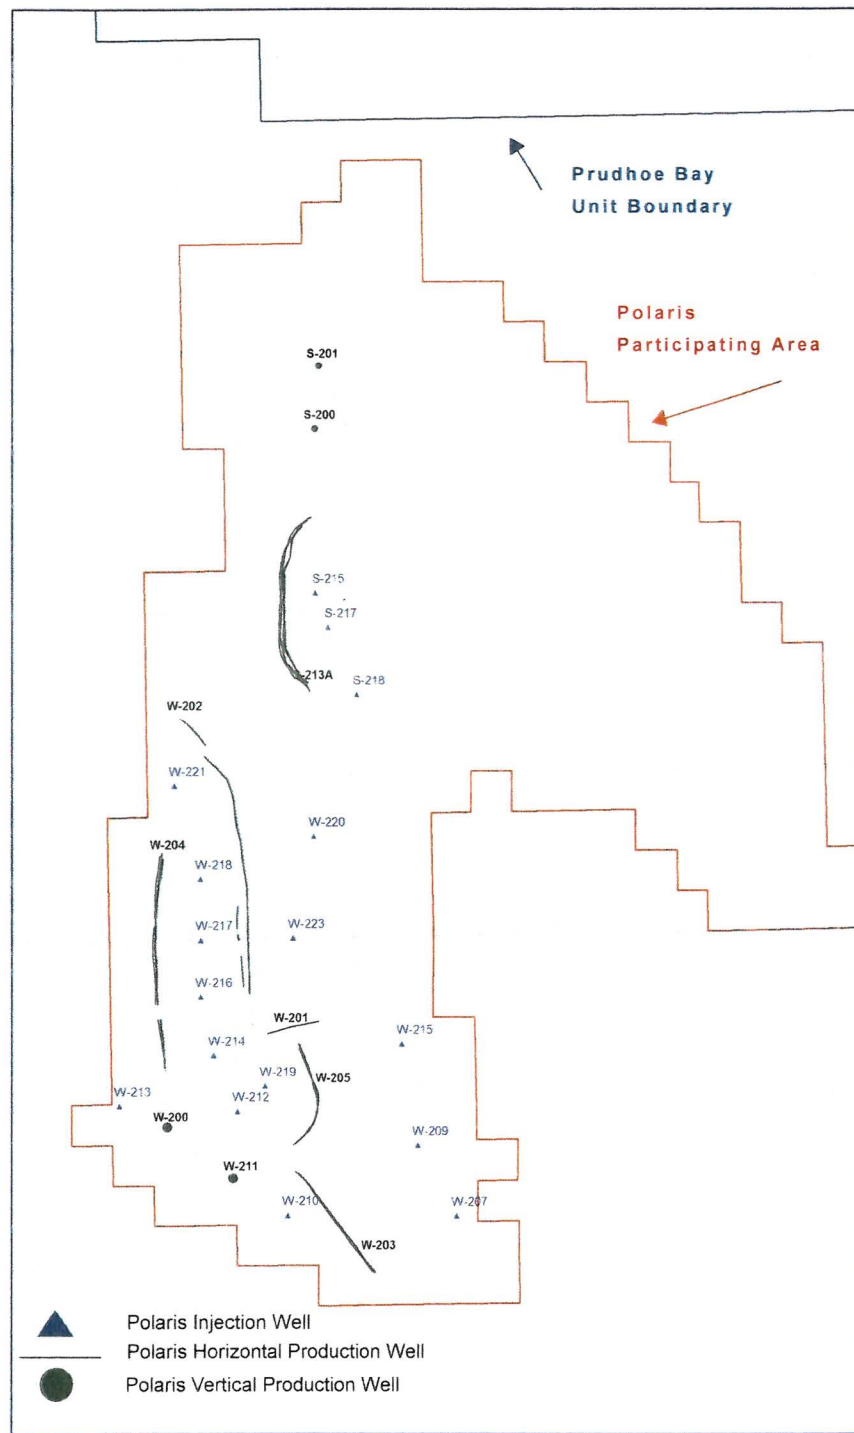 Prudhoe Bay
Unit Boundary
Polaris
Participating Area
S-201
S-200
S-215
S-217
-213A
S-218
W-202
W-221
W-220
W-204
W-218
W-217
W-223
W-216
W-201
W-215
W-214
W-219
W-205
W-213
W-212
W-200
W-209
W-211
W-210
W-207
W-203
Polaris Injection Well
Polaris Horizontal Production Well
Polaris Vertical Production Well